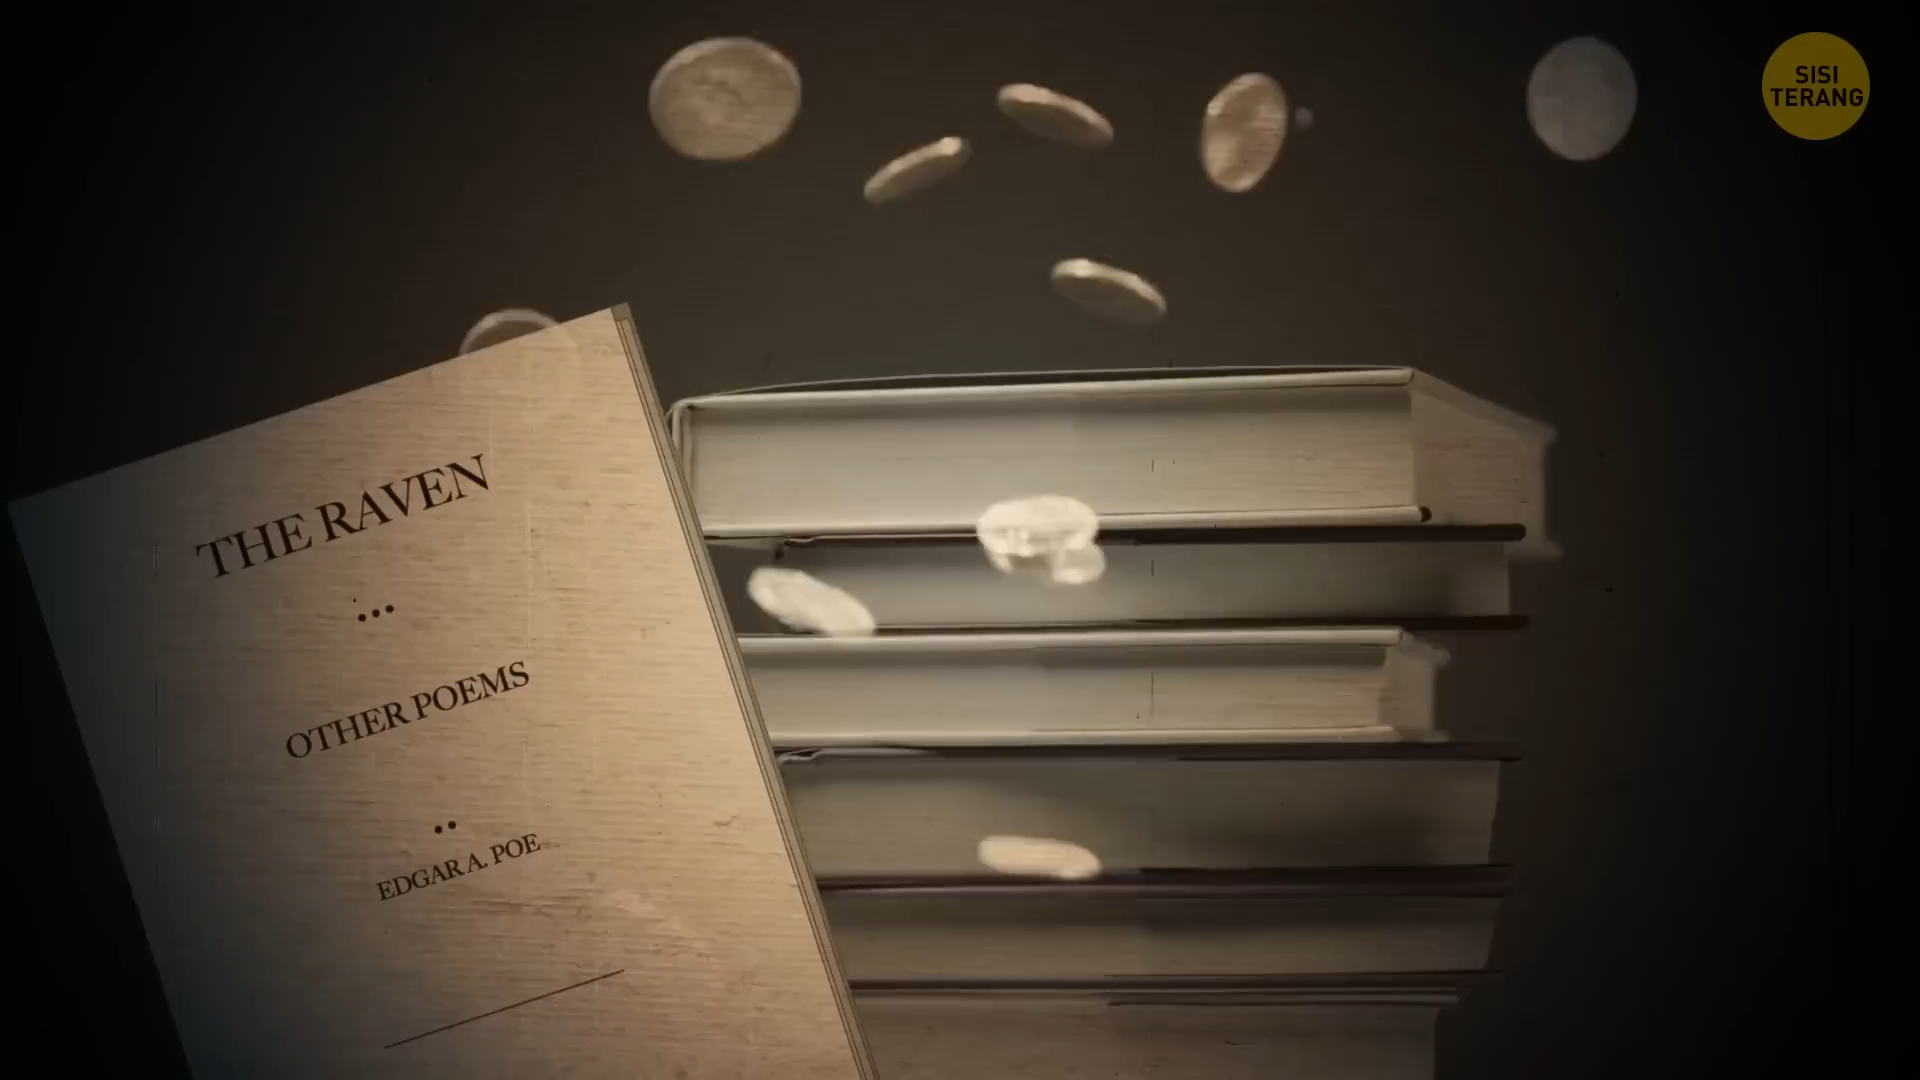 SISI
TERANG
THE RAVEN
...
OTHER POEMS
..
EDGAR A. POE